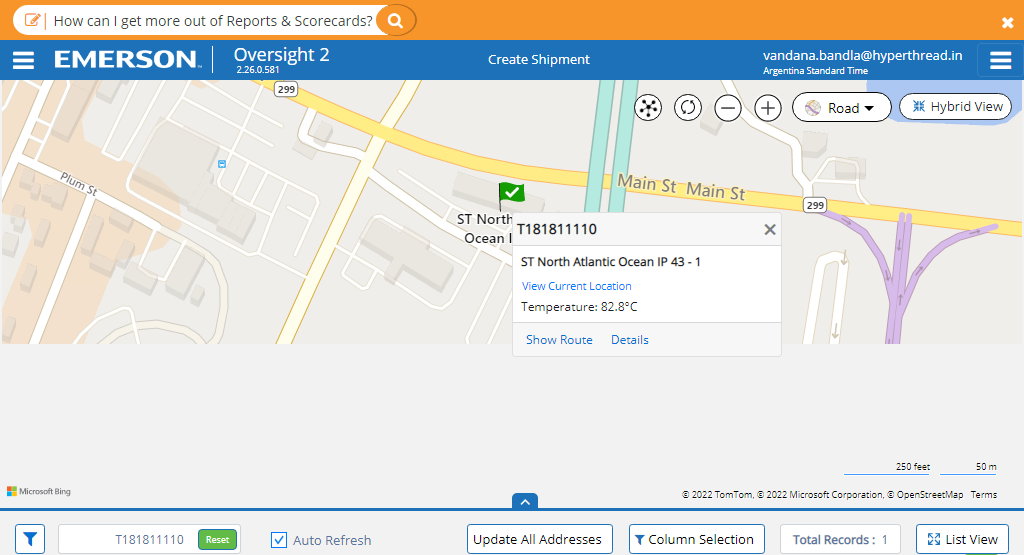 How can I get more out of Reports & Scorecards?
EMERSON
Oversight 2
2.26.0.581
Create Shipment
vandana.bandla@hyperthread.in
Argentina Standard Time
299
Road
Hybrid View
Plum St
Main St Main St
299
ST North
Ocean I
T181811110
ST North Atlantic Ocean IP 43 - 1
View Current Location
Temperature: 82.8°C
Show Route Details
250 feet 50 m
Microsoft Bing
© 2022 TomTom, © 2022 Microsoft Corporation, © OpenStreetMap Terms
T181811110 Reset
Auto Refresh
Update All Addresses
Column Selection
Total Records : 1
List View